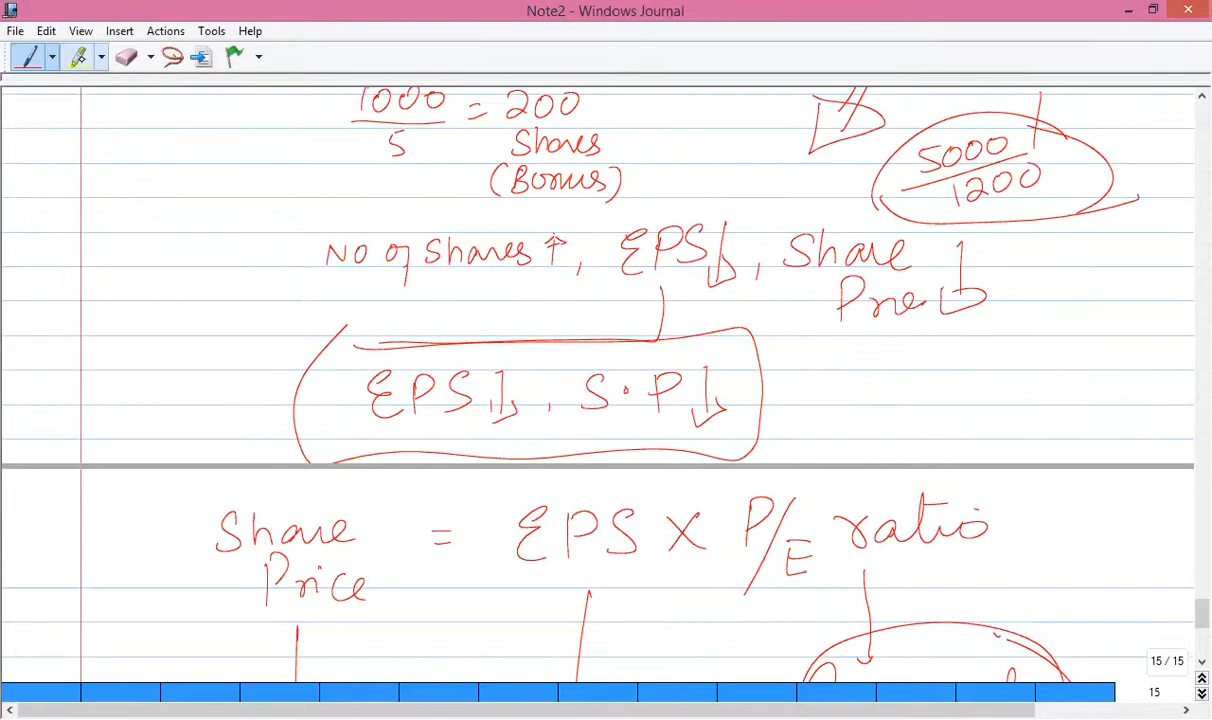 Note2 - Windows Journal
File Edit View Insert Actions Tools Help
1000 = 200
5 Shares
(Bonus)
5000
1200
No of Shares ↑, EPS↓, Share
Price ↓
EPS↓, S.P↓
Share = EPS X P/E ratio
Price
15 / 15
15